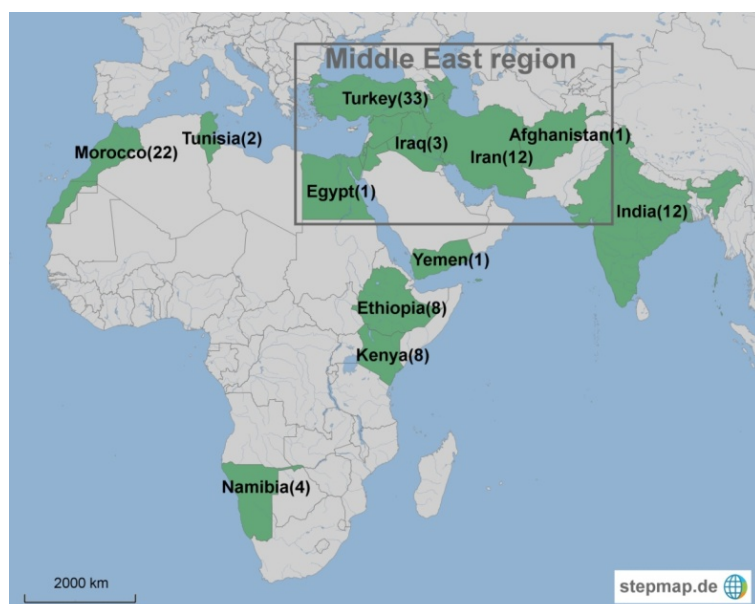 Middle East region
Turkey(33)
Tunisia(2)
Afghanistan(1)
Morocco(22)
Iraq(3)
Iran(12)
Egypt(1)
India(12)
Yemen(1)
Ethiopia(8)
Kenya(8)
Namibia(4)
2000 km
stepmap.de